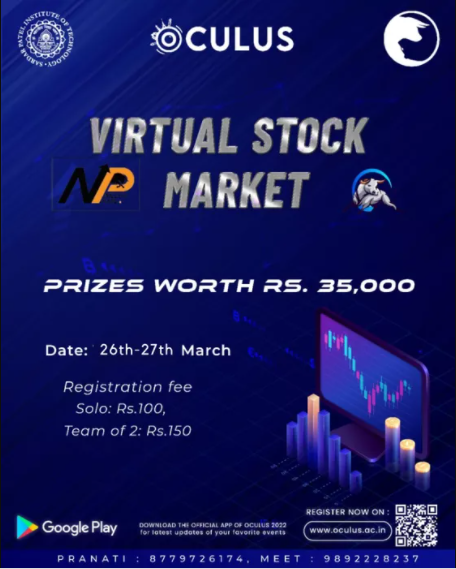 SARDAR PATEL INSTITUTE OF TECHNOLOGY
OCULUS
VIRTUAL STOCK
NP
MARKET
PRIZES WORTH RS. 35,000
Date: 26th-27th March
Registration fee
Solo: Rs.100,
Team of 2: Rs.150
REGISTER NOW ON :
Google Play
DOWNLOAD THE OFFICIAL APP OF OCULUS 2022
for latest updates of your favorite events
www.oculus.ac.in
PRANATI : 8779726174, MEET : 9892228237